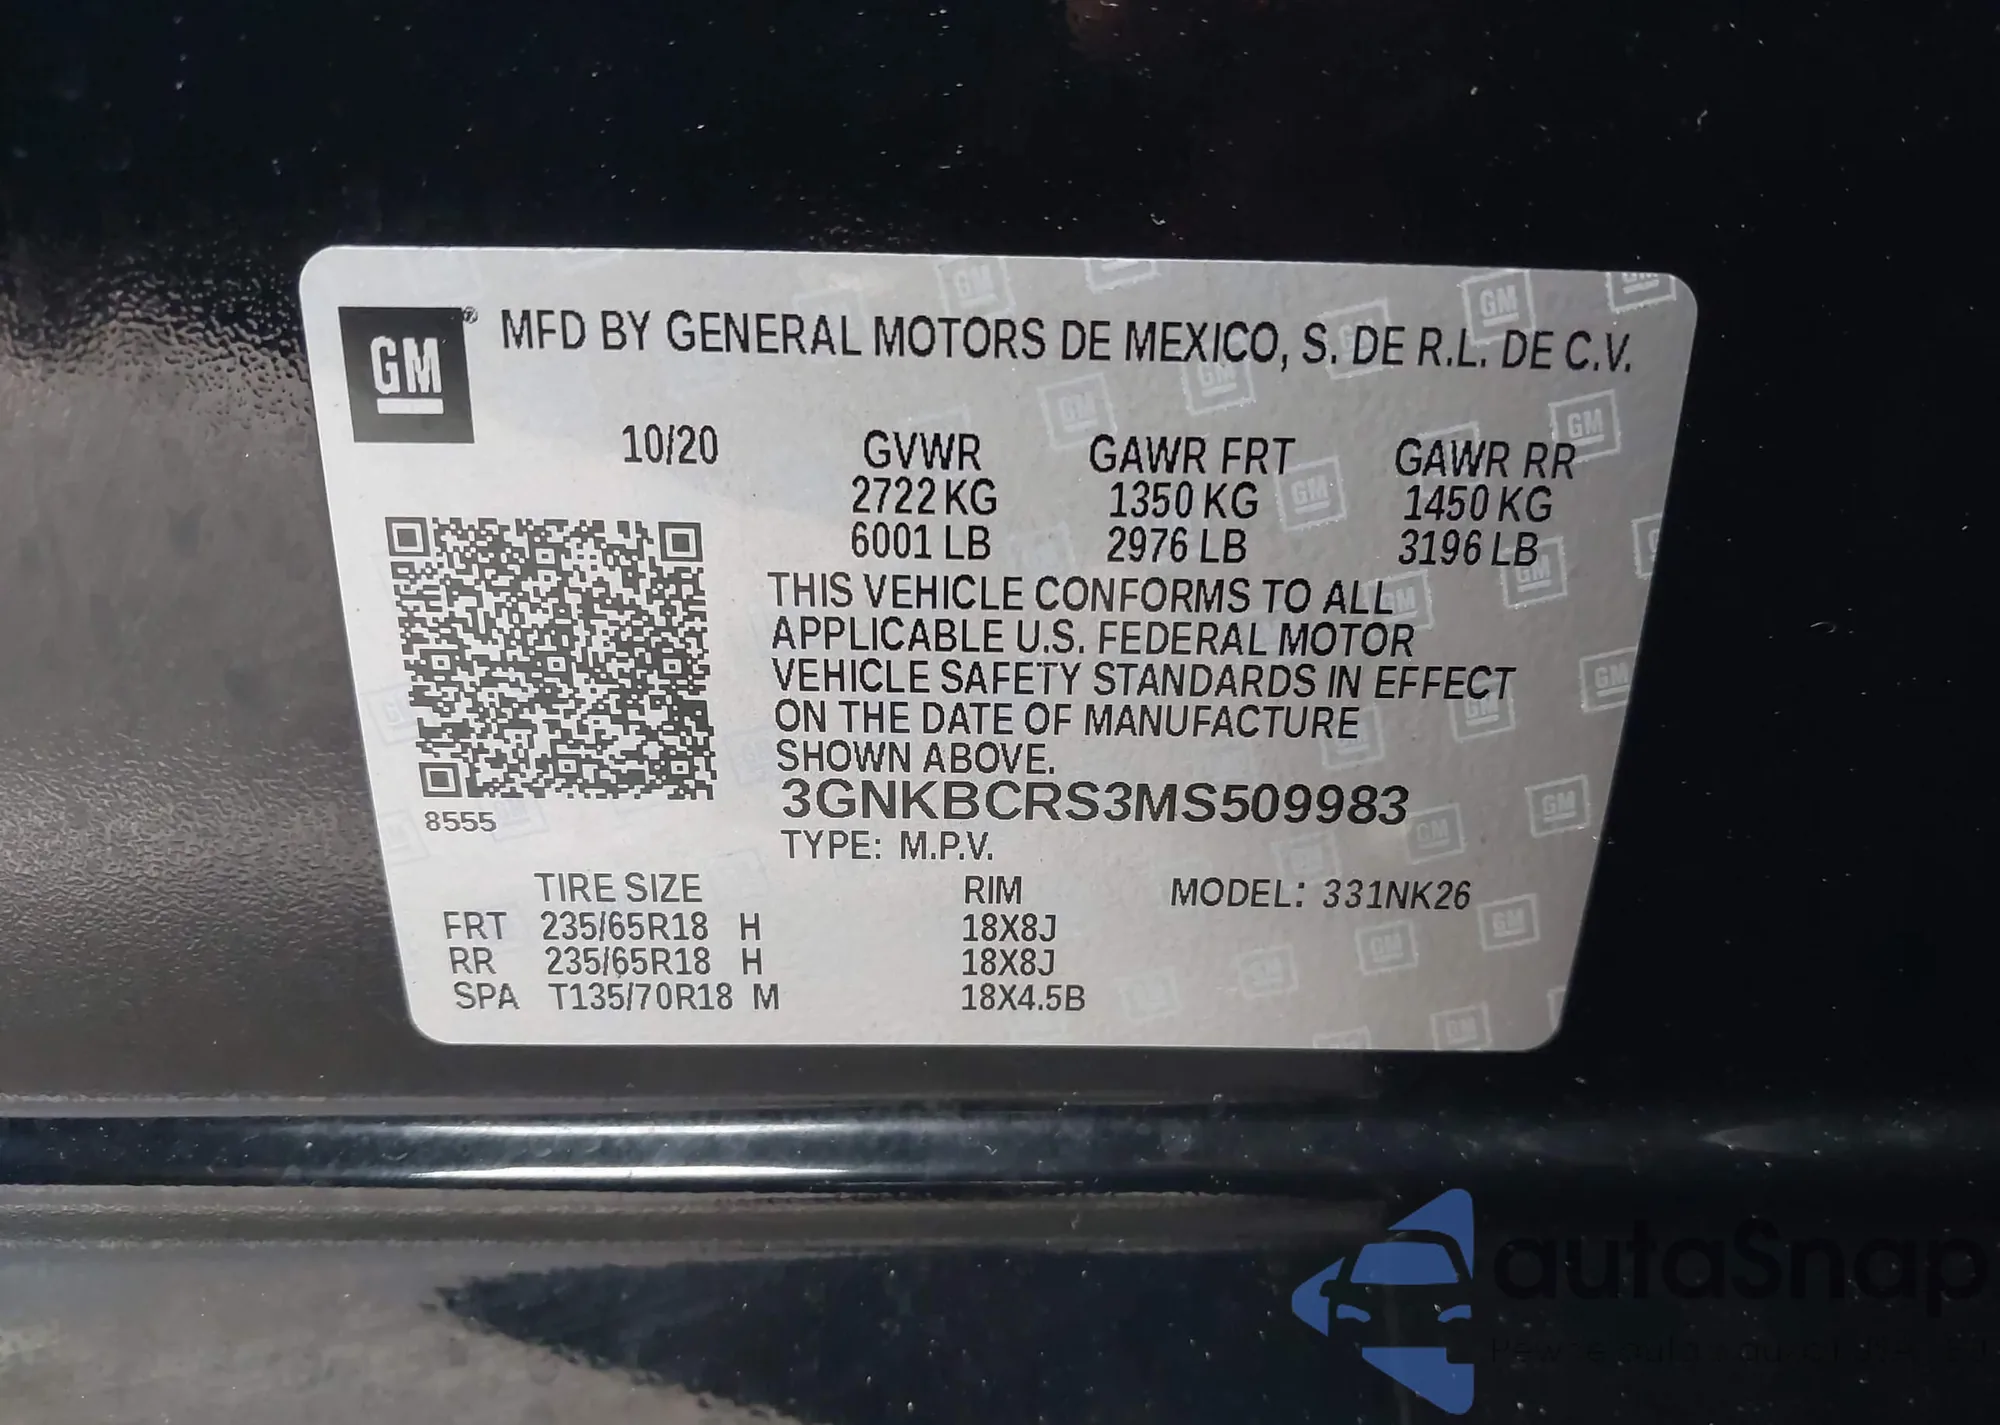 GM® MFD BY GENERAL MOTORS DE MEXICO, S. DE R.L. DE C.V.
10/20 GVWR GAWR FRT GAWR RR
2722 KG 1350 KG 1450 KG
6001 LB 2976 LB 3196 LB
THIS VEHICLE CONFORMS TO ALL
APPLICABLE U.S. FEDERAL MOTOR
VEHICLE SAFETY STANDARDS IN EFFECT
ON THE DATE OF MANUFACTURE
SHOWN ABOVE.
3GNKBCRS3MS509983
8555
TYPE: M.P.V.
TIRE SIZE RIM MODEL: 331NK26
FRT 235/65R18 H 18X8J
RR 235/65R18 H 18X8J
SPA T135/70R18 M 18X4.5B
autaSnap